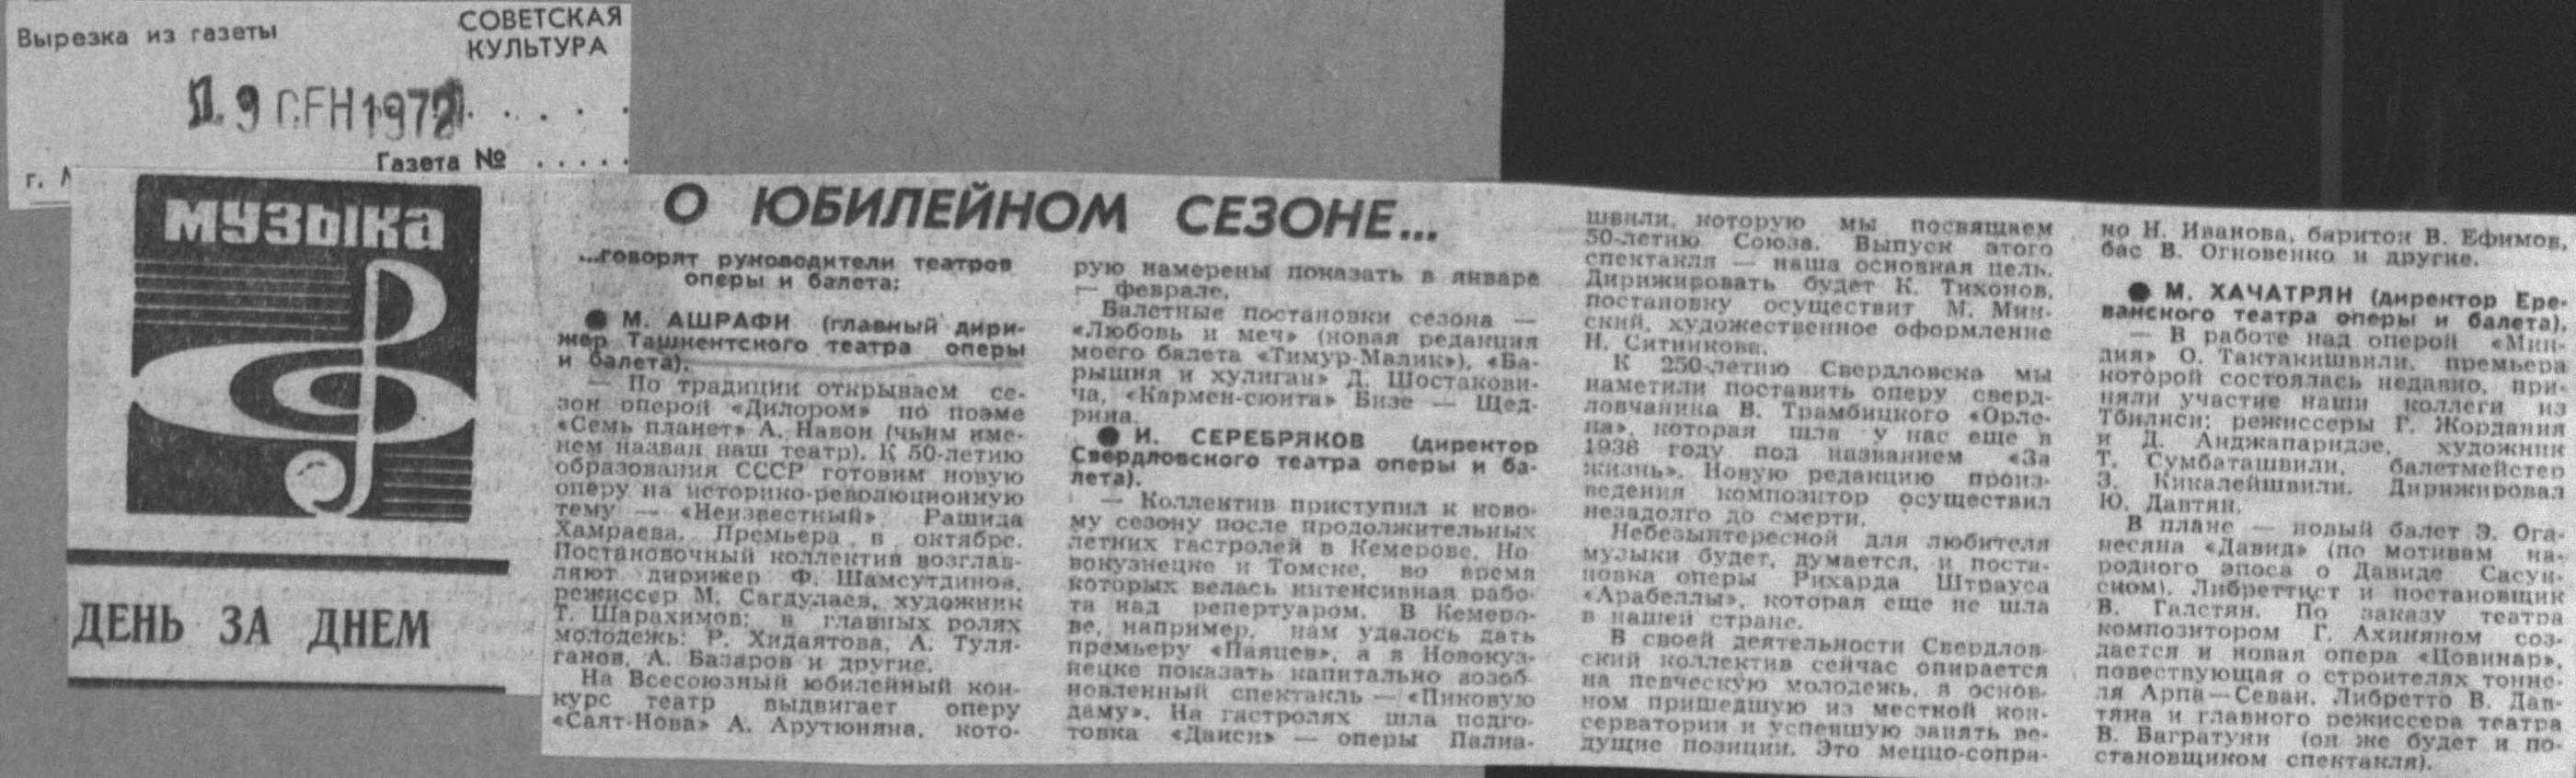 Вырезка из газеты
СОВЕТСКАЯ
КУЛЬТУРА
19 СЕН 1972
Газета №
г.
музыка
ДЕНЬ ЗА ДНЕМ
О ЮБИЛЕЙНОМ СЕЗОНЕ...
...говорят руководители театров
оперы и балета:
● М. АШРАФИ (главный дири-
жер Ташкентского театра оперы
и балета).
— По традиции открываем се-
зон оперой «Дилором» по поэме
«Семь планет» А. Навои (чьим име-
нем назван наш театр). К 50-летию
образования СССР готовим новую
оперу на историко-революционную
тему — «Неизвестный» Рашида
Хамраева. Премьера в октябре.
Постановочный коллектив возглав-
ляют дирижер Ф. Шамсутдинов,
режиссер М. Сагдулаев, художник
Т. Шарахимов; в главных ролях
молодежь: Р. Хидаятова, А. Туля-
ганов, А. Базаров и другие.
На Всесоюзный юбилейный кон-
курс театр выдвигает оперу
«Саят-Нова» А. Арутюняна, кото-
рую намерены показать в январе
— феврале.
Балетные постановки сезона —
«Любовь и меч» (новая редакция
моего балета «Тимур-Малик»), «Ба-
рышня и хулиган» Д. Шостакови-
ча, «Кармен-сюита» Бизе — Щед-
рина.
● И. СЕРЕБРЯКОВ (директор
Свердловского театра оперы и ба-
лета).
— Коллектив приступил к ново-
му сезону после продолжительных
летних гастролей в Кемерове, Но-
вокузнецке и Томске, во время
которых велась интенсивная рабо-
та над репертуаром. В Кемеро-
ве, например, нам удалось дать
премьеру «Паяцев», а в Новокуз-
нецке показать капитально возоб-
новленный спектакль — «Пиковую
даму». На гастролях шла подго-
товка «Даиси» — оперы Палиа-
швили, которую мы посвящаем
50-летию Союза. Выпуск этого
спектакля — наша основная цель.
Дирижировать будет К. Тихонов,
постановку осуществит М. Мин-
ский, художественное оформление
Н. Ситникова.
К 250-летию Свердловска мы
наметили поставить оперу сверд-
ловчанина В. Трамбицкого «Орле-
на», которая шла у нас еще в
1938 году под названием «За
жизнь». Новую редакцию произ-
ведения композитор осуществил
незадолго до смерти.
Небезынтересной для любителя
музыки будет, думается, и поста-
новка оперы Рихарда Штрауса
«Арабеллы», которая еще не шла
в нашей стране.
В своей деятельности Свердлов-
ский коллектив сейчас опирается
на певческую молодежь, в основ-
ном пришедшую из местной кон-
серватории и успевшую занять ве-
дущие позиции. Это меццо-сопра-
но Н. Иванова, баритон В. Ефимов,
бас В. Огновенко и другие.
● М. ХАЧАТРЯН (директор Ере-
ванского театра оперы и балета).
— В работе над оперой «Мин-
дия» О. Тактакишвили, премьера
которой состоялась недавно, при-
няли участие наши коллеги из
Тбилиси: режиссеры Г. Жордания
и Д. Анджапаридзе, художник
Т. Сумбаташвили, балетмейстер
З. Кикалейшвили. Дирижировал
Ю. Давтян.
В плане — новый балет Э. Ога-
несяна «Давид» (по мотивам на-
родного эпоса о Давиде Сасун-
ском). Либреттист и постановщик
В. Галстян. По заказу театра
композитором Г. Ахиняном соз-
дается и новая опера «Цовинар»,
повествующая о строителях тонне-
ля Арпа—Севан. Либретто В. Дав-
тяна и главного режиссера театра
В. Багратуни (он же будет и по-
становщиком спектакля).